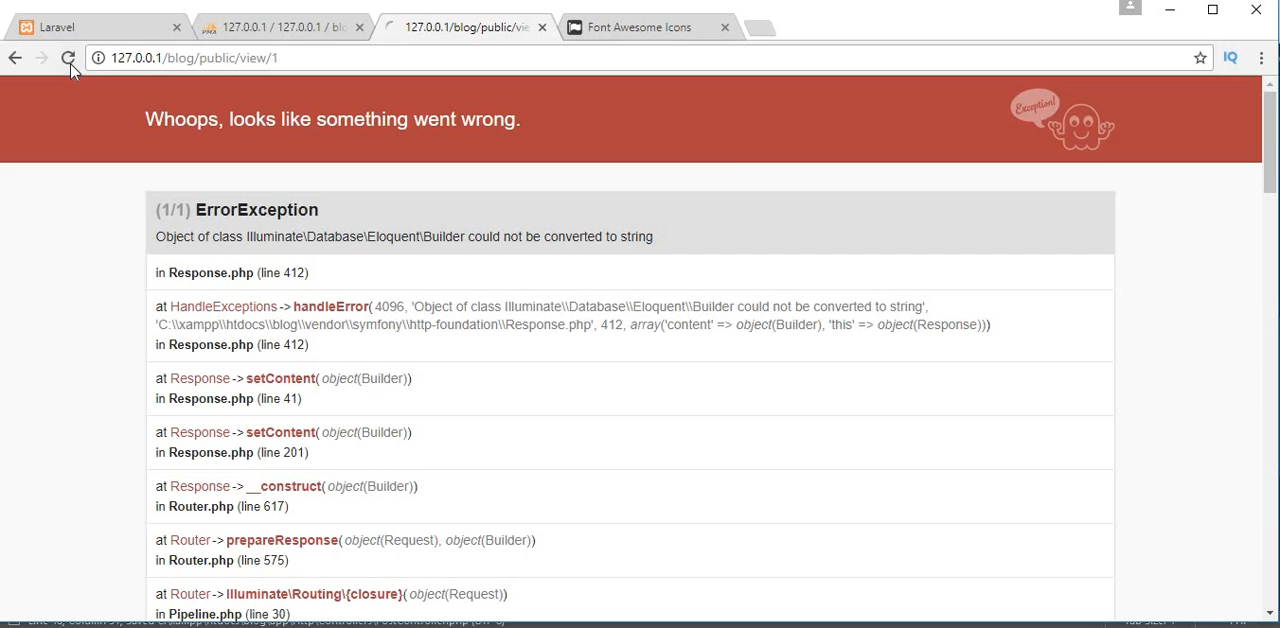 Laravel
127.0.0.1 / 127.0.0.1 / blo
127.0.0.1/blog/public/vie
Font Awesome Icons
127.0.0.1/blog/public/view/1
IQ
Whoops, looks like something went wrong.
Exception!
(1/1) ErrorException
Object of class Illuminate\Database\Eloquent\Builder could not be converted to string
in Response.php (line 412)
at HandleExceptions->handleError(4096, 'Object of class Illuminate\\Database\\Eloquent\\Builder could not be converted to string',
'C:\\xampp\\htdocs\\blog\\vendor\\symfony\\http-foundation\\Response.php', 412, array('content' => object(Builder), 'this' => object(Response)))
in Response.php (line 412)
at Response->setContent(object(Builder))
in Response.php (line 41)
at Response->setContent(object(Builder))
in Response.php (line 201)
at Response->__construct(object(Builder))
in Router.php (line 617)
at Router->prepareResponse(object(Request), object(Builder))
in Router.php (line 575)
at Router->Illuminate\Routing\{closure}(object(Request))
in Pipeline.php (line 30)